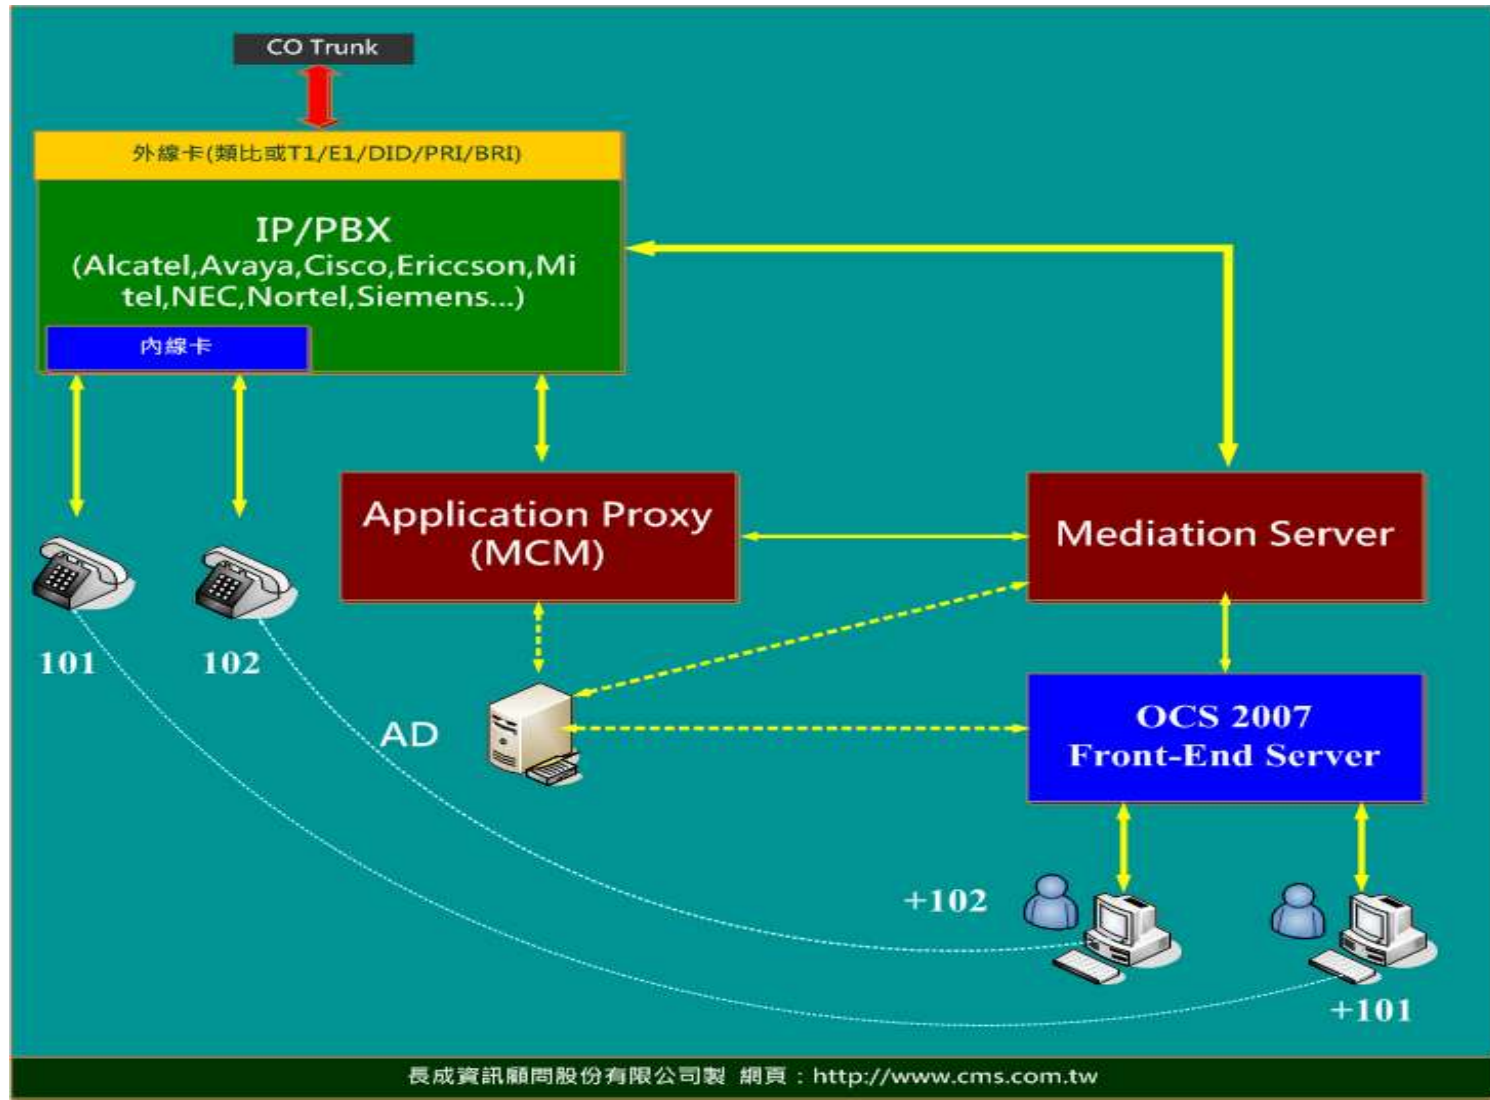 CO Trunk
外線卡(類比或T1/E1/DID/PRI/BRI)
IP/PBX
(Alcatel,Avaya,Cisco,Ericcson,Mi
tel,NEC,Nortel,Siemens...)
內線卡
Application Proxy
(MCM)
Mediation Server
101
102
AD
OCS 2007
Front-End Server
+102
+101
長成資訊顧問股份有限公司製 網頁：http://www.cms.com.tw